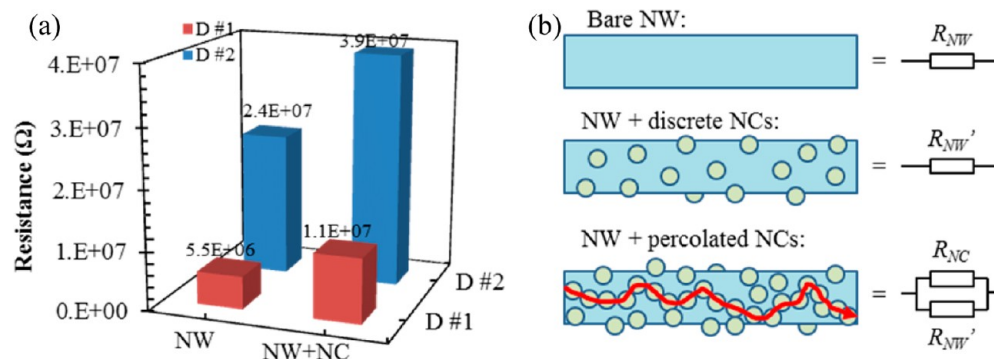 (a)
D #1
D #2
Resistance (Ω)
4.E+07
3.E+07
2.E+07
1.E+07
0.E+00
5.5E+06
2.4E+07
1.1E+07
3.9E+07
NW
NW+NC
D #1
D #2
(b)
Bare NW:
= R_NW
NW + discrete NCs:
= R_NW'
NW + percolated NCs:
R_NC
=
R_NW'